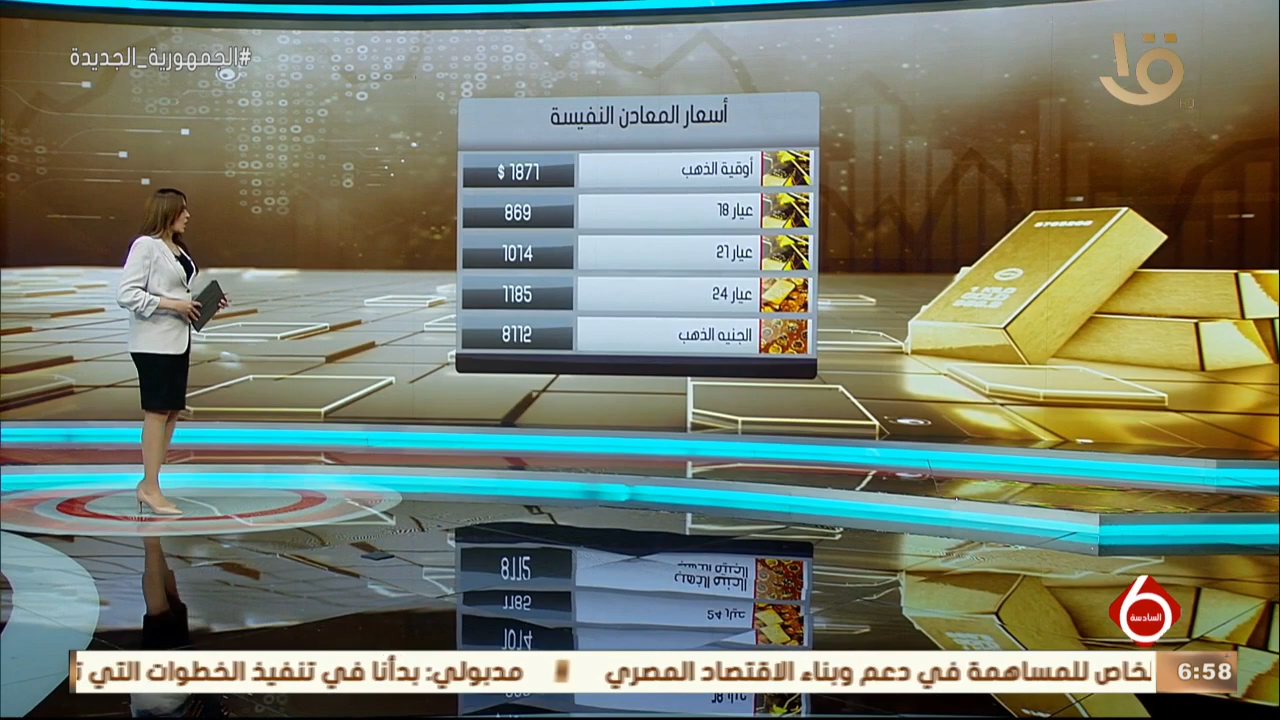 #الجمهورية_الجديدة
أسعار المعادن النفيسة
أوقية الذهب 1871 $
عيار 18 869
عيار 21 1014
عيار 24 1185
الجنيه الذهب 8112
السادسة
6:58
للمساهمة في دعم وبناء الاقتصاد المصري
مدبولي: بدأنا في تنفيذ الخطوات التي